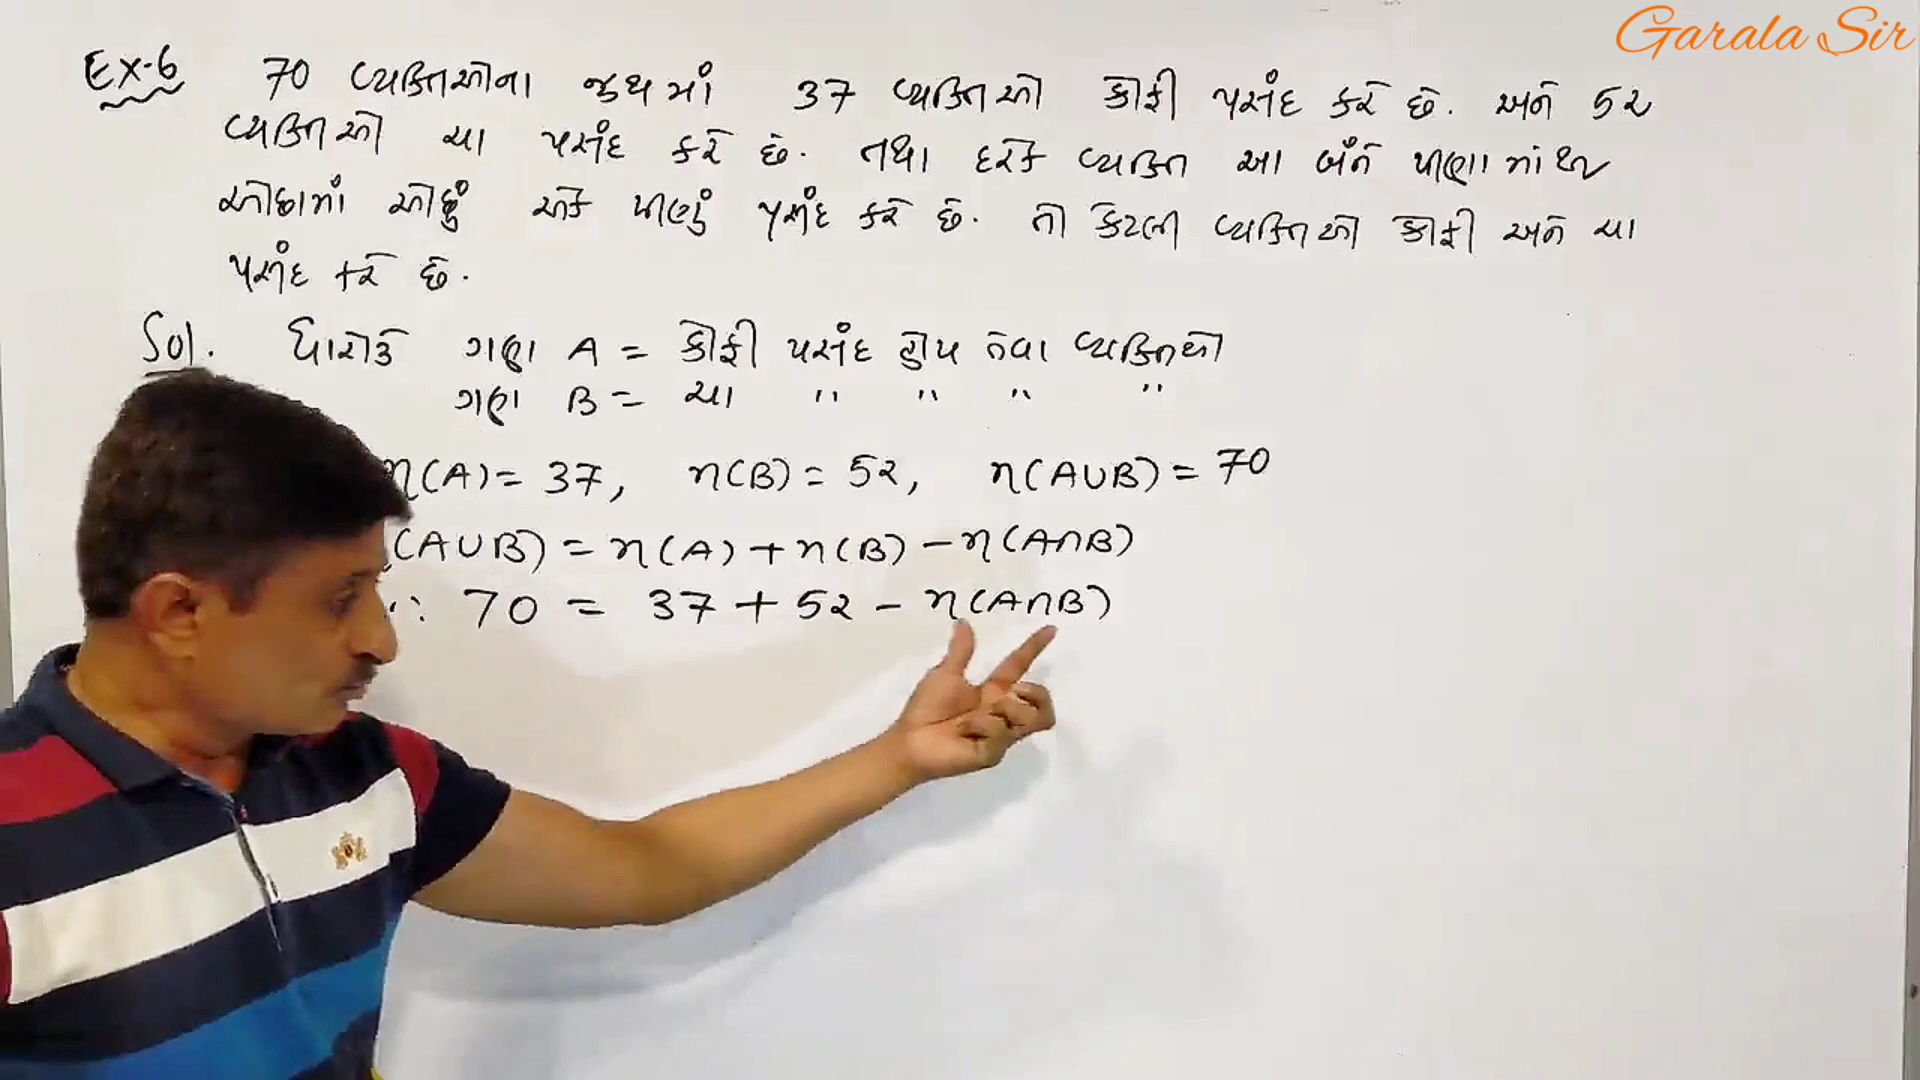 Garala Sir
Ex-6 70 વ્યક્તિઓના જૂથમાં 37 વ્યક્તિઓ કોફી પસંદ કરે છે. અને 52
વ્યક્તિઓ ચા પસંદ કરે છે. તથા દરેક વ્યક્તિ આ બંને પીણામાંથી
ઓછામાં ઓછું એક પીણું પસંદ કરે છે. તો કેટલી વ્યક્તિઓ કોફી અને ચા
પસંદ કરે છે.
Sol. ધારોકે ગણ A = કોફી પસંદ હોય તેવા વ્યક્તિઓ
ગણ B = ચા " " " "
n(A) = 37, n(B) = 52, n(A∪B) = 70
(A∪B) = n(A) + n(B) - n(A∩B)
∴ 70 = 37 + 52 - n(A∩B)